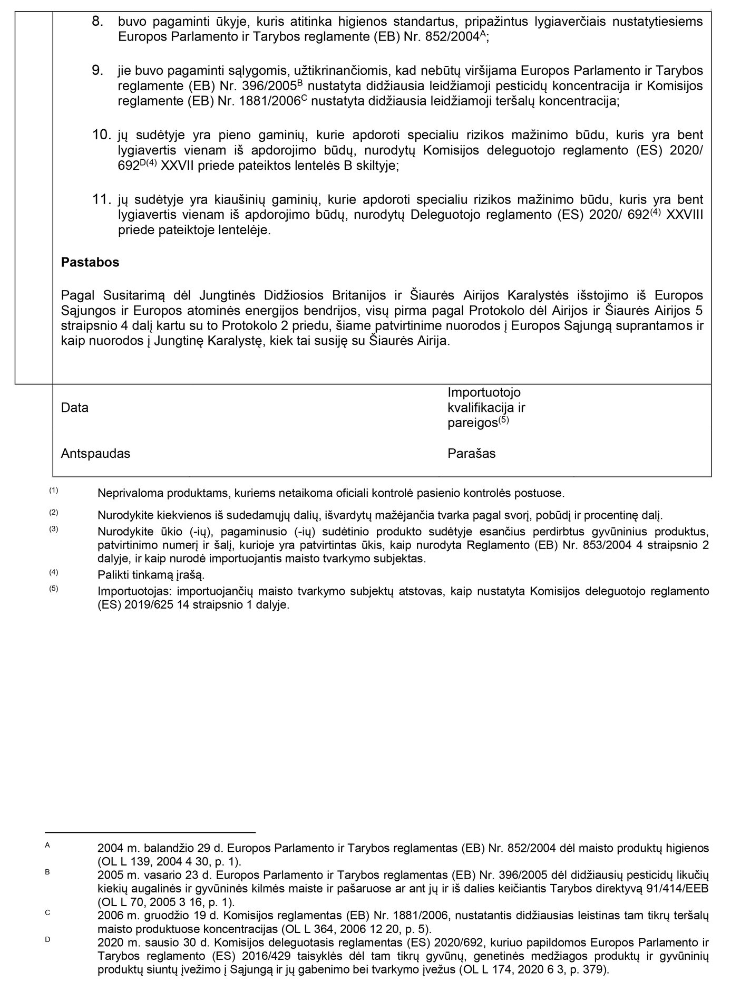 8. buvo pagaminti ūkyje, kuris atitinka higienos standartus, pripažintus lygiaverčiais nustatytiesiems
Europos Parlamento ir Tarybos reglamente (EB) Nr. 852/2004A;
9. jie buvo pagaminti sąlygomis, užtikrinančiomis, kad nebūtų viršijama Europos Parlamento ir Tarybos
reglamente (EB) Nr. 396/2005B nustatyta didžiausia leidžiamoji pesticidų koncentracija ir Komisijos
reglamente (EB) Nr. 1881/2006C nustatyta didžiausia leidžiamoji teršalų koncentracija;
10. jų sudėtyje yra pieno gaminių, kurie apdoroti specialiu rizikos mažinimo būdu, kuris yra bent
lygiavertis vienam iš apdorojimo būdų, nurodytų Komisijos deleguotojo reglamento (ES) 2020/
692D(4) XXVII priede pateiktos lentelės B skiltyje;
11. jų sudėtyje yra kiaušinių gaminių, kurie apdoroti specialiu rizikos mažinimo būdu, kuris yra bent
lygiavertis vienam iš apdorojimo būdų, nurodytų Deleguotojo reglamento (ES) 2020/ 692(4) XXVIII
priede pateiktoje lentelėje.
Pastabos
Pagal Susitarimą dėl Jungtinės Didžiosios Britanijos ir Šiaurės Airijos Karalystės išstojimo iš Europos
Sąjungos ir Europos atominės energijos bendrijos, visų pirma pagal Protokolo dėl Airijos ir Šiaurės Airijos 5
straipsnio 4 dalį kartu su to Protokolo 2 priedu, šiame patvirtinime nuorodos į Europos Sąjungą suprantamos ir
kaip nuorodos į Jungtinę Karalystę, kiek tai susiję su Šiaurės Airija.
Data
Importuotojo
kvalifikacija ir
pareigos(5)
Antspaudas
Parašas
(1) Neprivaloma produktams, kuriems netaikoma oficiali kontrolė pasienio kontrolės postuose.
(2) Nurodykite kiekvienos iš sudedamųjų dalių, išvardytų mažėjančia tvarka pagal svorį, pobūdį ir procentinę dalį.
(3) Nurodykite ūkio (-ių), pagaminusio (-ių) sudėtinio produkto sudėtyje esančius perdirbtus gyvūninius produktus,
patvirtinimo numerį ir šalį, kurioje yra patvirtintas ūkis, kaip nurodyta Reglamento (EB) Nr. 853/2004 4 straipsnio 2
dalyje, ir kaip nurodė importuojantis maisto tvarkymo subjektas.
(4) Palikti tinkamą įrašą.
(5) Importuotojas: importuojančių maisto tvarkymo subjektų atstovas, kaip nustatyta Komisijos deleguotojo reglamento
(ES) 2019/625 14 straipsnio 1 dalyje.
A 2004 m. balandžio 29 d. Europos Parlamento ir Tarybos reglamentas (EB) Nr. 852/2004 dėl maisto produktų higienos
(OL L 139, 2004 4 30, p. 1).
B 2005 m. vasario 23 d. Europos Parlamento ir Tarybos reglamentas (EB) Nr. 396/2005 dėl didžiausių pesticidų likučių
kiekių augalinės ir gyvūninės kilmės maiste ir pašaruose ar ant jų ir iš dalies keičiantis Tarybos direktyvą 91/414/EEB
(OL L 70, 2005 3 16, p. 1).
C 2006 m. gruodžio 19 d. Komisijos reglamentas (EB) Nr. 1881/2006, nustatantis didžiausias leistinas tam tikrų teršalų
maisto produktuose koncentracijas (OL L 364, 2006 12 20, p. 5).
D 2020 m. sausio 30 d. Komisijos deleguotasis reglamentas (ES) 2020/692, kuriuo papildomos Europos Parlamento ir
Tarybos reglamento (ES) 2016/429 taisyklės dėl tam tikrų gyvūnų, genetinės medžiagos produktų ir gyvūninių
produktų siuntų įvežimo į Sąjungą ir jų gabenimo bei tvarkymo įvežus (OL L 174, 2020 6 3, p. 379).